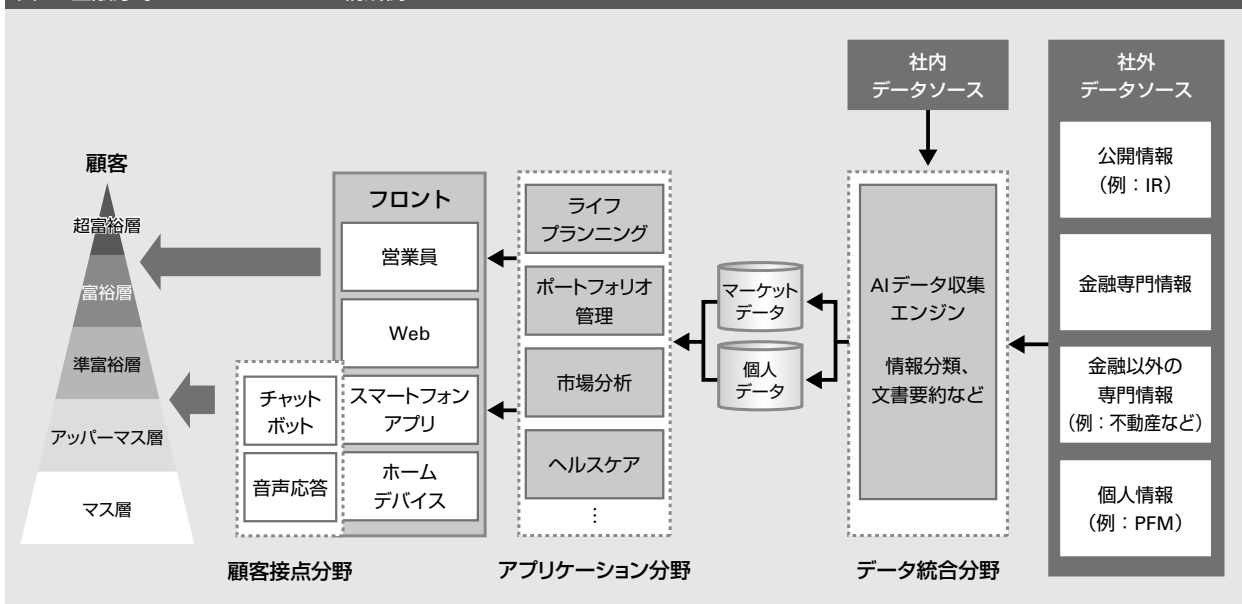 顧客
超富裕層
富裕層
準富裕層
アッパーマス層
マス層
フロント
営業員
Web
スマートフォン
アプリ
ホーム
デバイス
チャット
ボット
音声応答
顧客接点分野
ライフ
プランニング
ポートフォリオ
管理
市場分析
ヘルスケア
⋮
アプリケーション分野
マーケット
データ
個人
データ
社内
データソース
AIデータ収集
エンジン
情報分類、
文書要約など
データ統合分野
社外
データソース
公開情報
（例：IR）
金融専門情報
金融以外の
専門情報
（例：不動産など）
個人情報
（例：PFM）